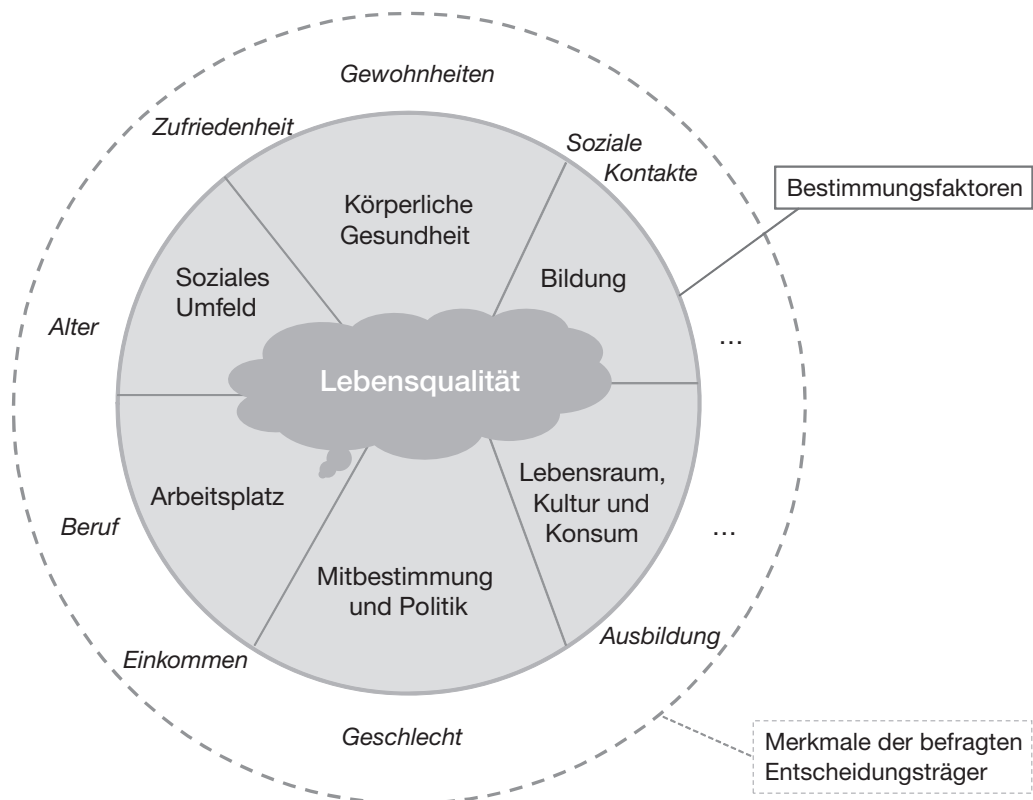 Gewohnheiten
Zufriedenheit
Soziale
Kontakte
Bestimmungsfaktoren
Körperliche
Gesundheit
Soziales
Umfeld
Bildung
Alter
...
Lebensqualität
Arbeitsplatz
Lebensraum,
Kultur und
Konsum
Beruf
...
Mitbestimmung
und Politik
Ausbildung
Einkommen
Geschlecht
Merkmale der befragten
Entscheidungsträger